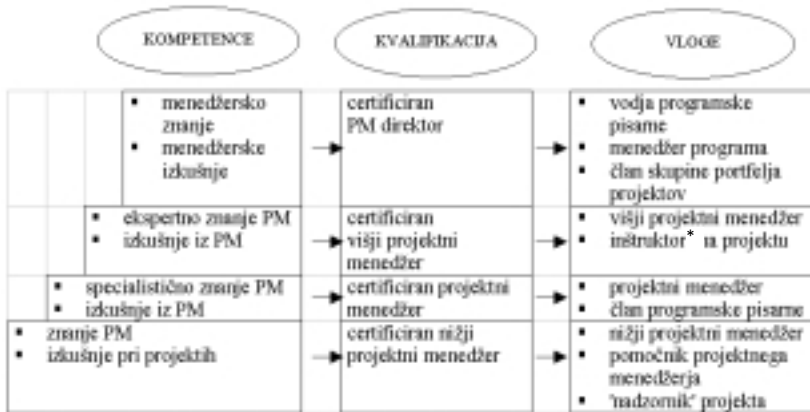 KOMPETENCE KVALIFIKACIJA VLOGE
▪ menedžersko znanje
▪ menedžerske izkušnje
certificiran
PM direktor
▪ vodja programske
pisarne
▪ menedžer programa
▪ član skupine portfelja
projektov
▪ ekspertno znanje PM
▪ izkušnje iz PM
certificiran
višji projektni
menedžer
▪ višji projektni menedžer
▪ inštruktor* na projektu
▪ specialistično znanje PM
▪ izkušnje iz PM
certificiran projektni
menedžer
▪ projektni menedžer
▪ član programske pisarne
▪ znanje PM
▪ izkušnje pri projektih
certificiran nižji
projektni menedžer
▪ nižji projektni menedžer
▪ pomočnik projektnega
menedžerja
▪ 'nadzornik' projekta